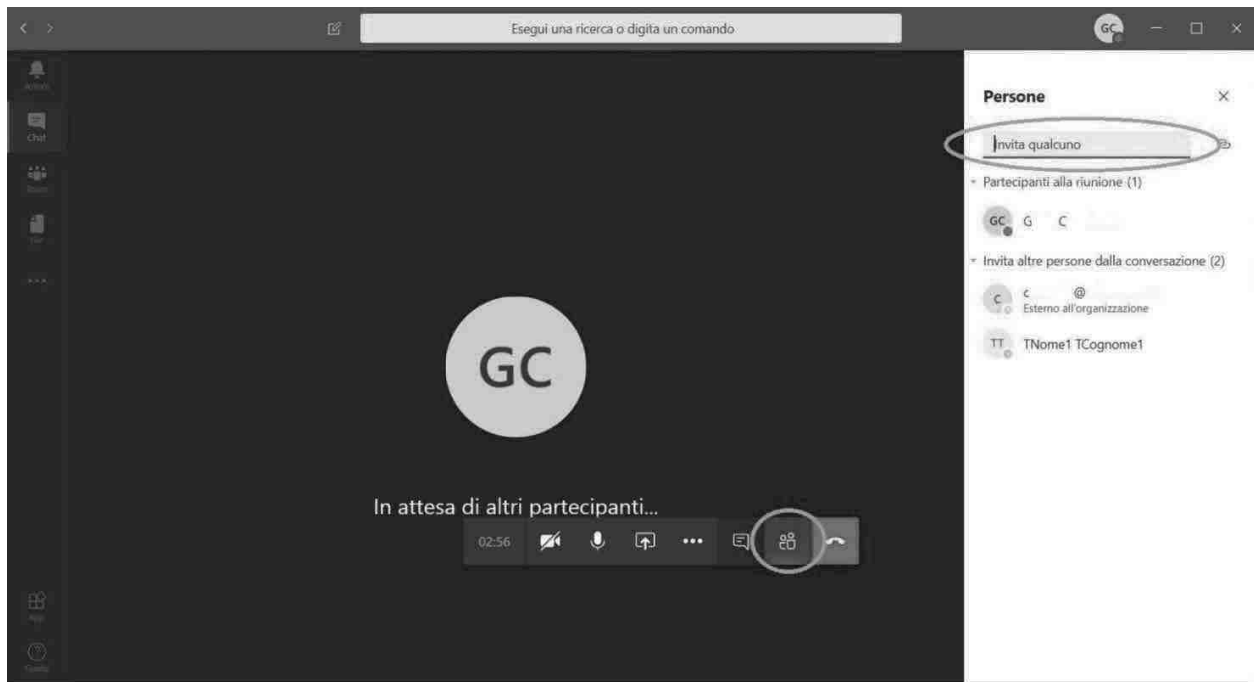 Esegui una ricerca o digita un comando
GC
Chat
Persone
Invita qualcuno
Partecipanti alla riunione (1)
GC G C
Invita altre persone dalla conversazione (2)
C c @
Esterno all'organizzazione
TT TNome1 TCognome1
GC
In attesa di altri partecipanti...
02:56